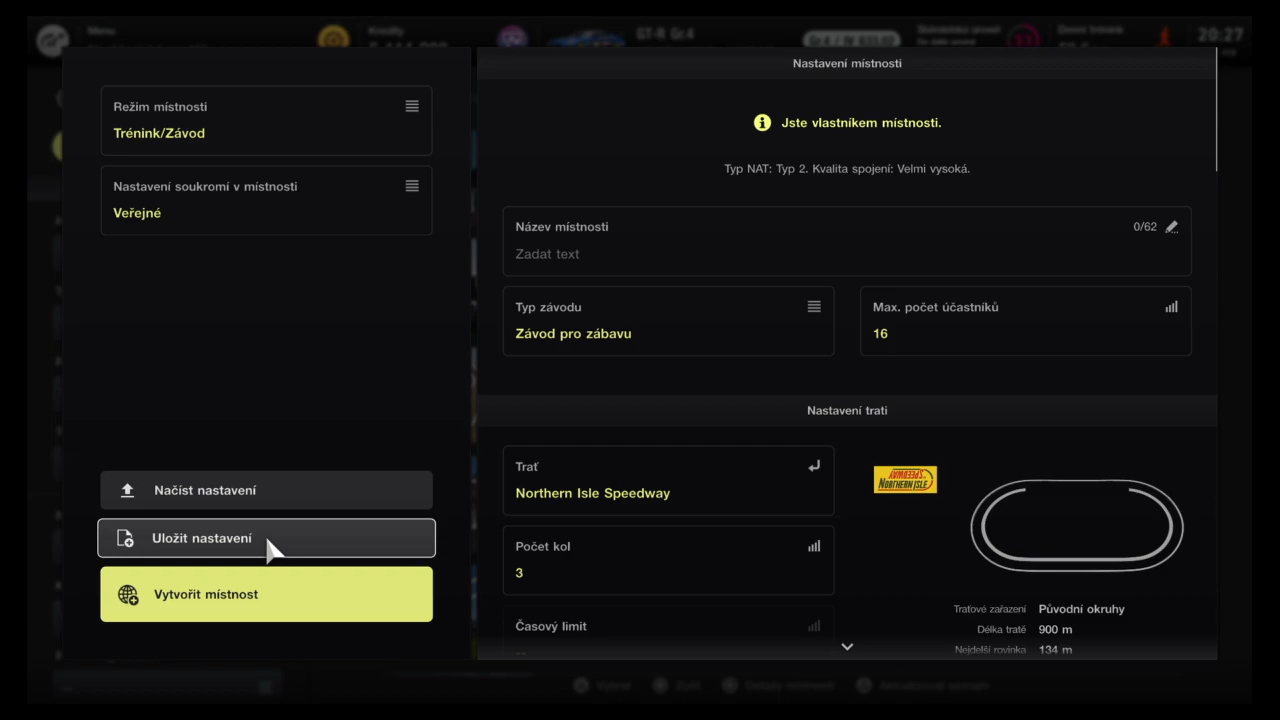 Menu
Kredity
GT-R Gr.4
20:27
Režim místnosti
Trénink/Závod
Nastavení soukromí v místnosti
Veřejné
Načíst nastavení
Uložit nastavení
Vytvořit místnost
Nastavení místnosti
Jste vlastníkem místnosti.
Typ NAT: Typ 2. Kvalita spojení: Velmi vysoká.
Název místnosti
0/62
Zadat text
Typ závodu
Závod pro zábavu
Max. počet účastníků
16
Nastavení trati
Trať
Northern Isle Speedway
NORTHERN ISLE
SPEEDWAY
Počet kol
3
Časový limit
--
Traťové zařazení Původní okruhy
Délka tratě 900 m
Nejdelší rovinka 134 m